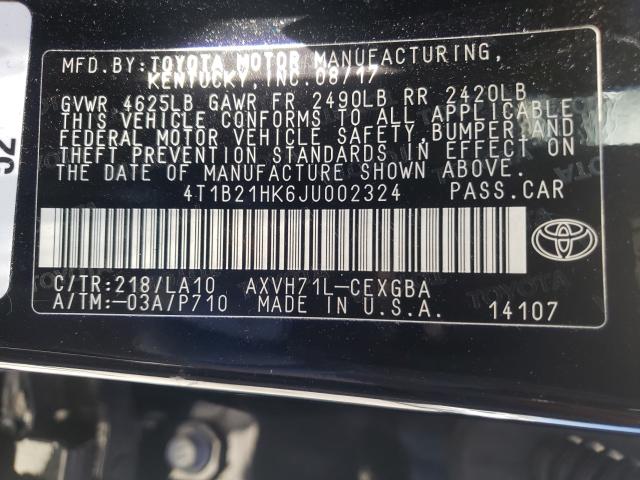 MFD.BY:TOYOTA MOTOR MANUFACTURING,
KENTUCKY,INC.08/17
GVWR 4625LB GAWR FR 2490LB RR 2420LB
THIS VEHICLE CONFORMS TO ALL APPLICABLE
FEDERAL MOTOR VEHICLE SAFETY,BUMPER,AND
THEFT PREVENTION STANDARDS IN EFFECT ON
THE DATE OF MANUFACTURE SHOWN ABOVE.
4T1B21HK6JU002324 PASS.CAR
C/TR:218/LA10 AXVH71L-CEXGBA
A/TM:-03A/P710 MADE IN U.S.A. 14107